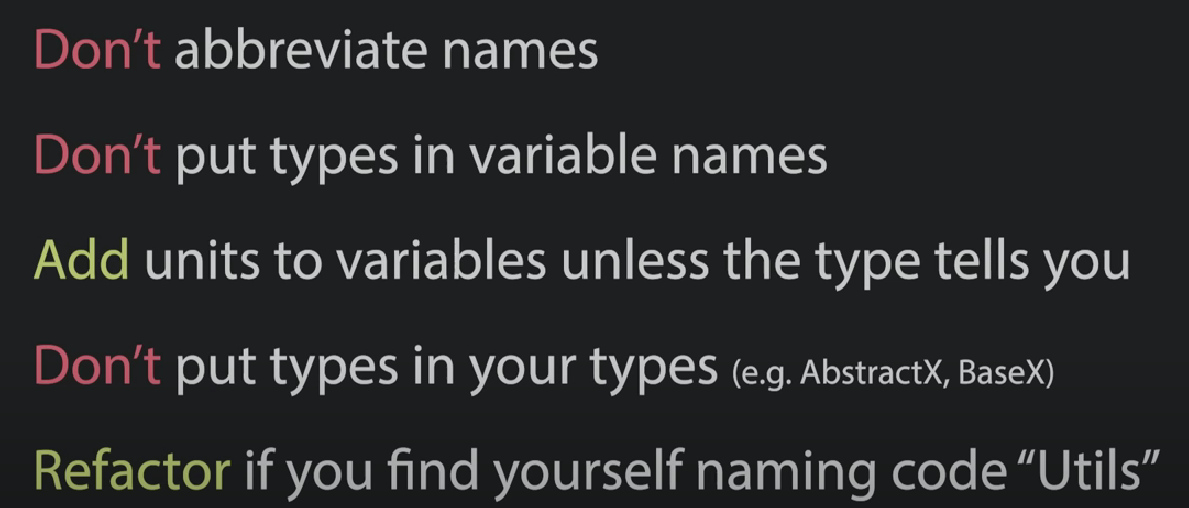 Don’t abbreviate names
Don’t put types in variable names
Add units to variables unless the type tells you
Don’t put types in your types (e.g. AbstractX, BaseX)
Refactor if you find yourself naming code “Utils”